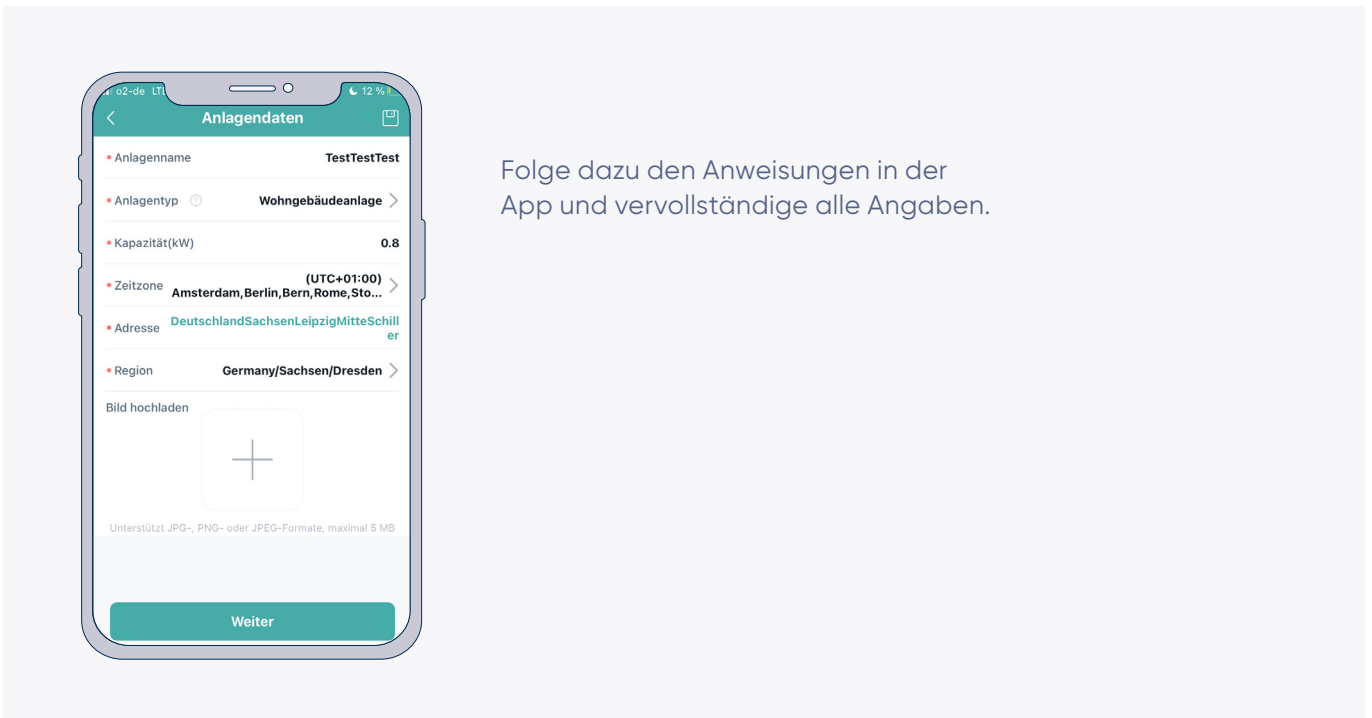 o2-de LT
12 %
Anlagendaten
* Anlagenname TestTestTest
* Anlagentyp ? Wohngebäudeanlage
* Kapazität(kW) 0.8
* Zeitzone (UTC+01:00)
Amsterdam,Berlin,Bern,Rome,Sto...
* Adresse DeutschlandSachsenLeipzigMitteSchill
er
* Region Germany/Sachsen/Dresden
Bild hochladen
Unterstützt JPG-, PNG- oder JPEG-Formate, maximal 5 MB
Weiter
Folge dazu den Anweisungen in der
App und vervollständige alle Angaben.